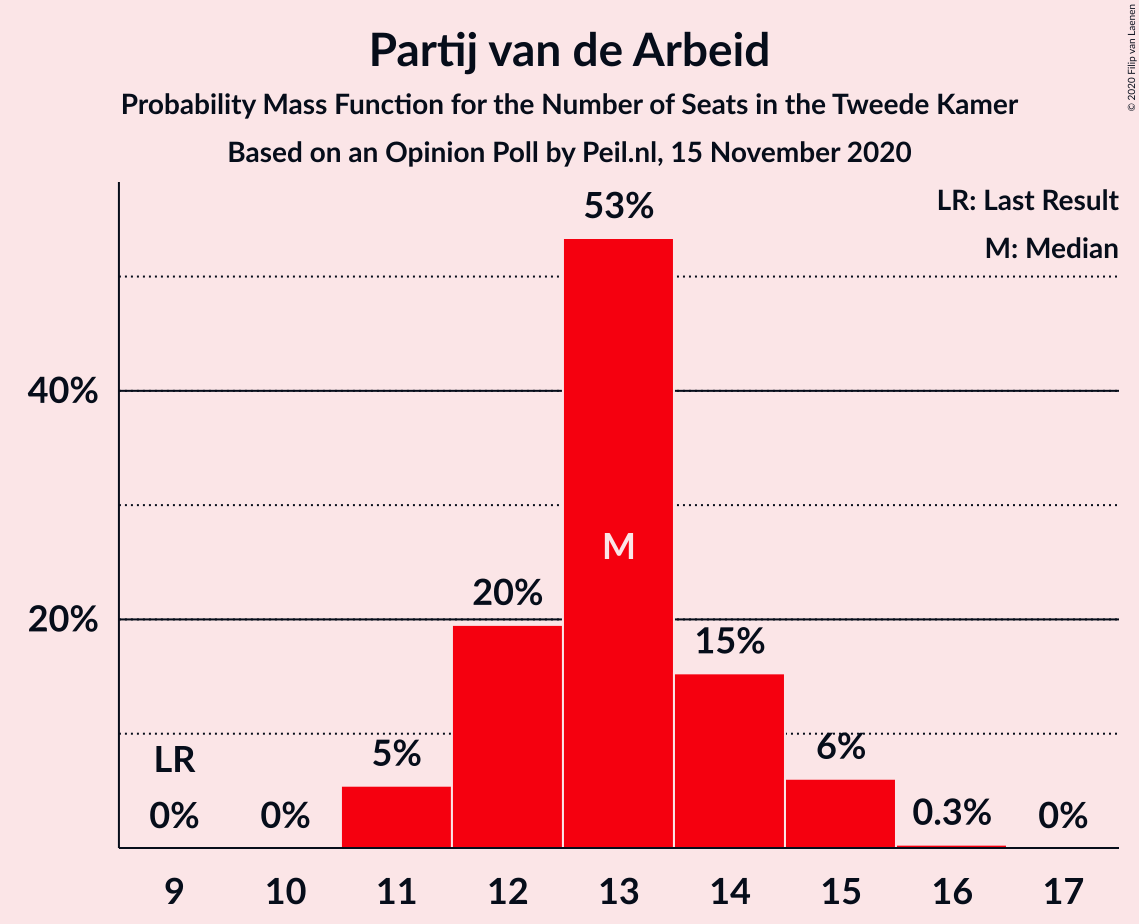 Partij van de Arbeid
Probability Mass Function for the Number of Seats in the Tweede Kamer
Based on an Opinion Poll by Peil.nl, 15 November 2020
© 2020 Filip van Laenen
LR: Last Result
M: Median
53%
40%
M
20%
20%
15%
LR
5%
6%
0%
0%
0.3%
0%
9 10 11 12 13 14 15 16 17